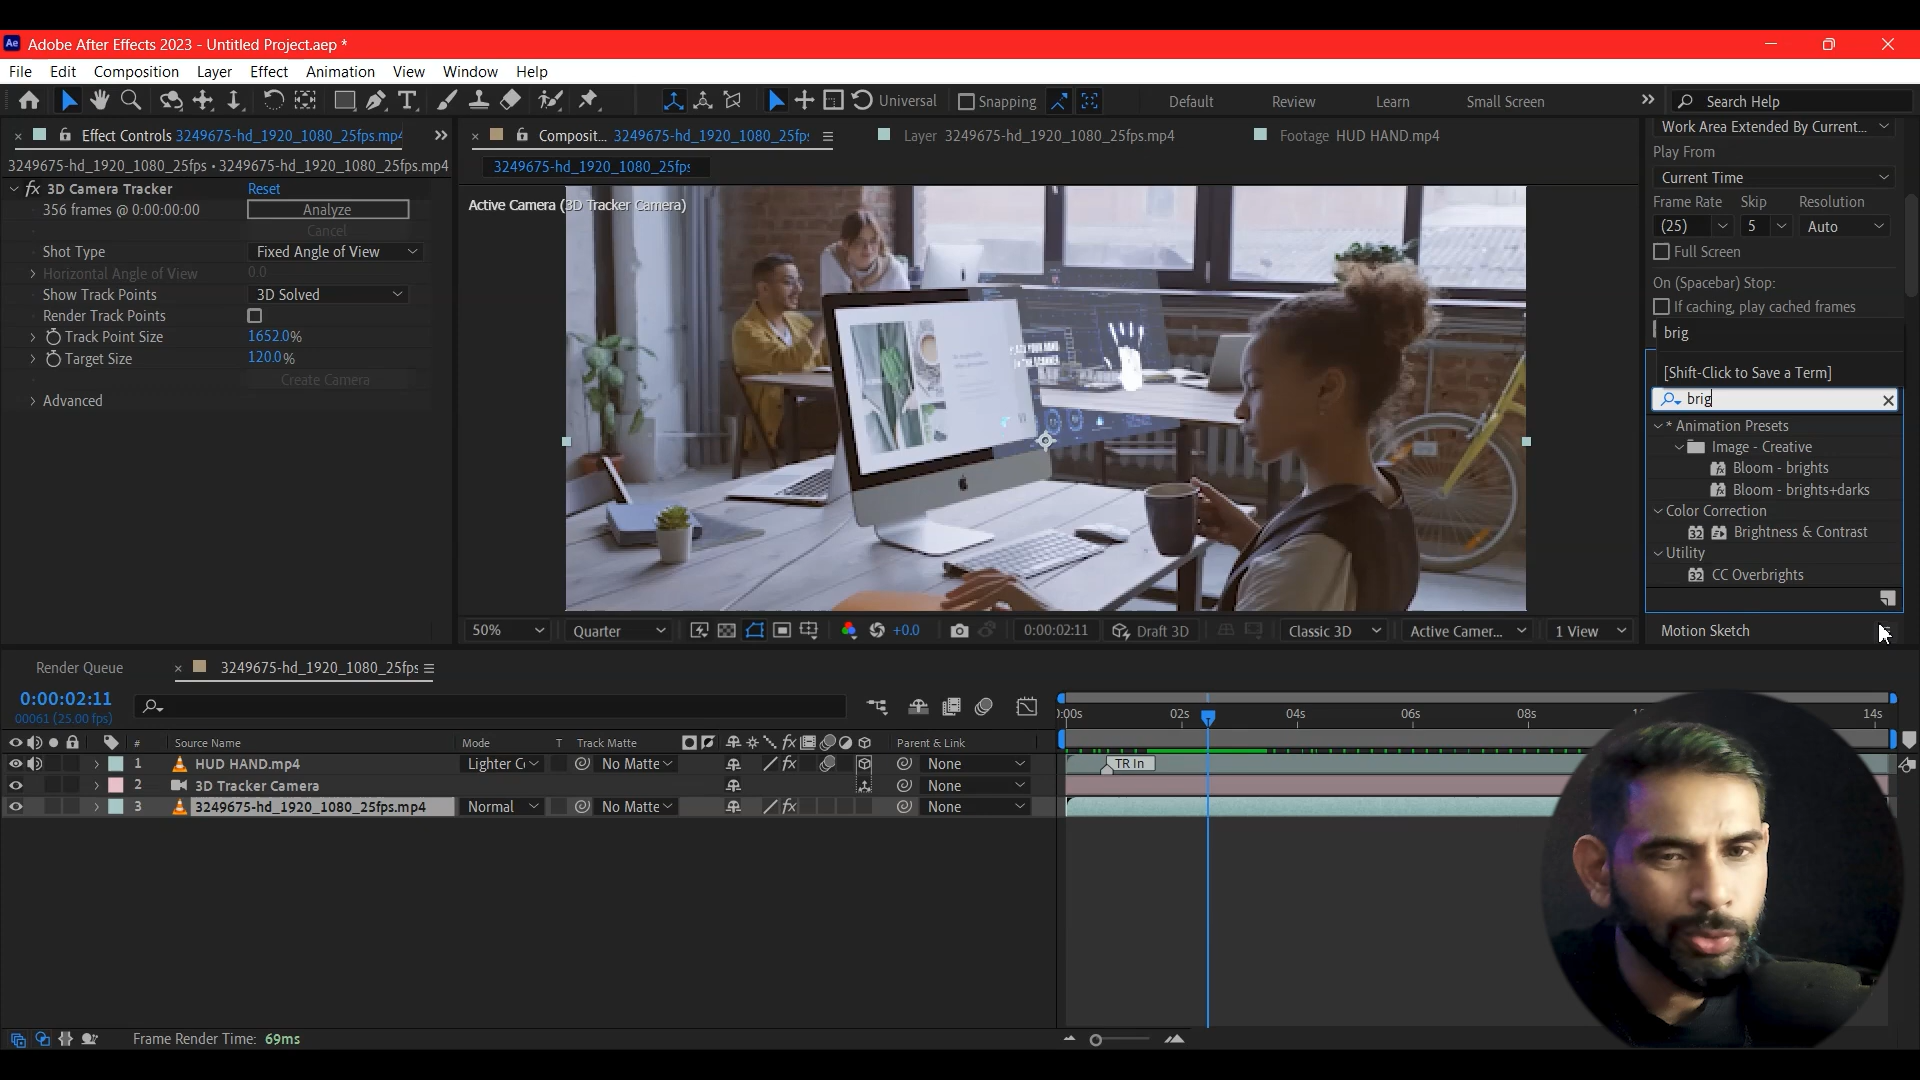 Ae Adobe After Effects 2023 - Untitled Project.aep *
File Edit Composition Layer Effect Animation View Window Help
Universal Snapping Default Review Learn Small Screen Search Help
Effect Controls 3249675-hd_1920_1080_25fps.mp4
Composit... 3249675-hd_1920_1080_25fps
Layer 3249675-hd_1920_1080_25fps.mp4
Footage HUD HAND.mp4
3249675-hd_1920_1080_25fps • 3249675-hd_1920_1080_25fps.mp4
3249675-hd_1920_1080_25fps
fx 3D Camera Tracker Reset
356 frames @ 0:00:00:00 Analyze
Cancel
Shot Type Fixed Angle of View
Horizontal Angle of View 0.0
Show Track Points 3D Solved
Render Track Points
Track Point Size 1652.0%
Target Size 120.0%
Create Camera
Advanced
Active Camera (3D Tracker Camera)
50% Quarter +0.0 0:00:02:11 Draft 3D Classic 3D Active Camer... 1 View
Work Area Extended By Current...
Play From
Current Time
Frame Rate Skip Resolution
(25) 5 Auto
Full Screen
On (Spacebar) Stop:
If caching, play cached frames
brig
[Shift-Click to Save a Term]
brig
* Animation Presets
Image - Creative
Bloom - brights
Bloom - brights+darks
Color Correction
32 Brightness & Contrast
Utility
32 CC Overbrights
Motion Sketch
Render Queue 3249675-hd_1920_1080_25fps
0:00:02:11
00061 (25.00 fps)
):00s 02s 04s 06s 08s 14s
# Source Name Mode T Track Matte fx Parent & Link
1 HUD HAND.mp4 Lighter C No Matte fx None
TR In
2 3D Tracker Camera None
3 3249675-hd_1920_1080_25fps.mp4 Normal No Matte fx None
Frame Render Time: 69ms